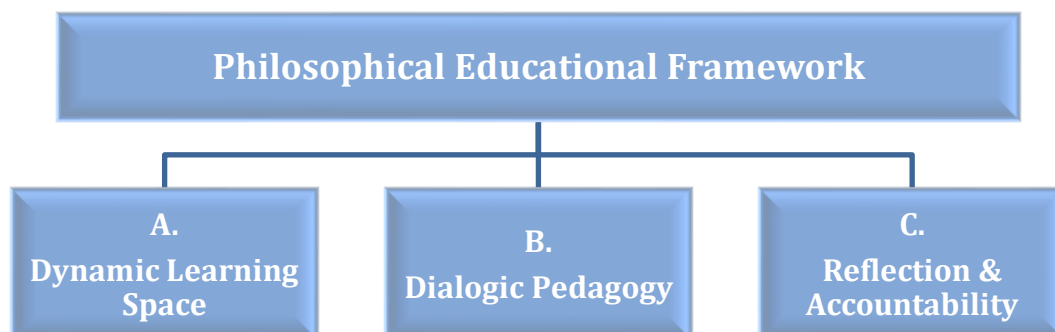 Philosophical Educational Framework
A.
Dynamic Learning
Space
B.
Dialogic Pedagogy
C.
Reflection &
Accountability